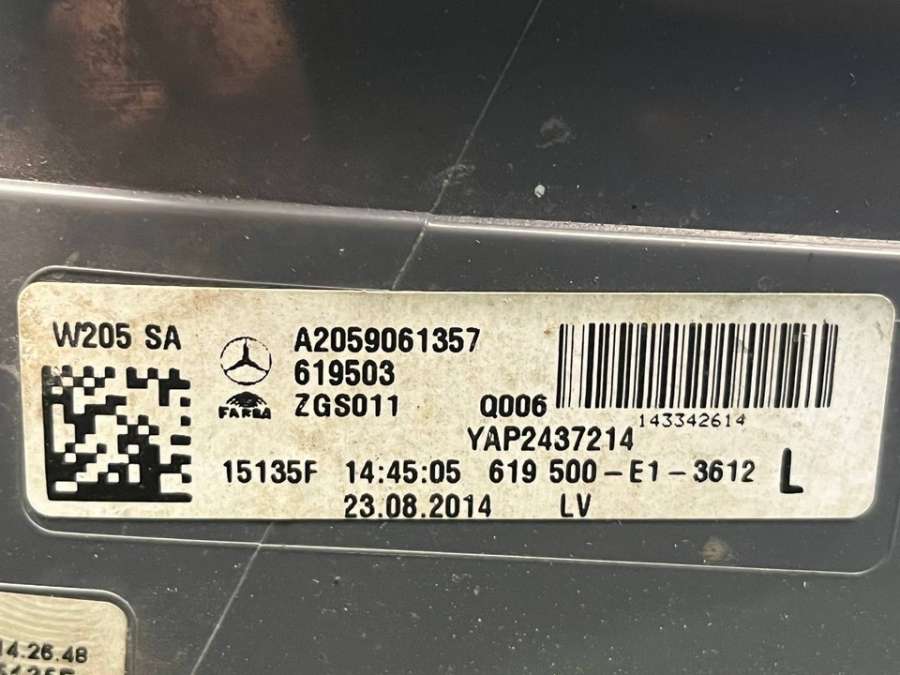 W205 SA
A2059061357
619503
FARBA
ZGS011
Q006
143342614
YAP2437214
15135F 14:45:05 619 500-E1-3612 L
23.08.2014 LV
14.26.48